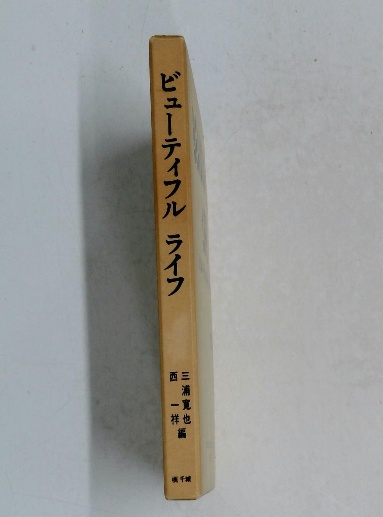 ビューティフル ライフ
三浦寛也
西一祥
編